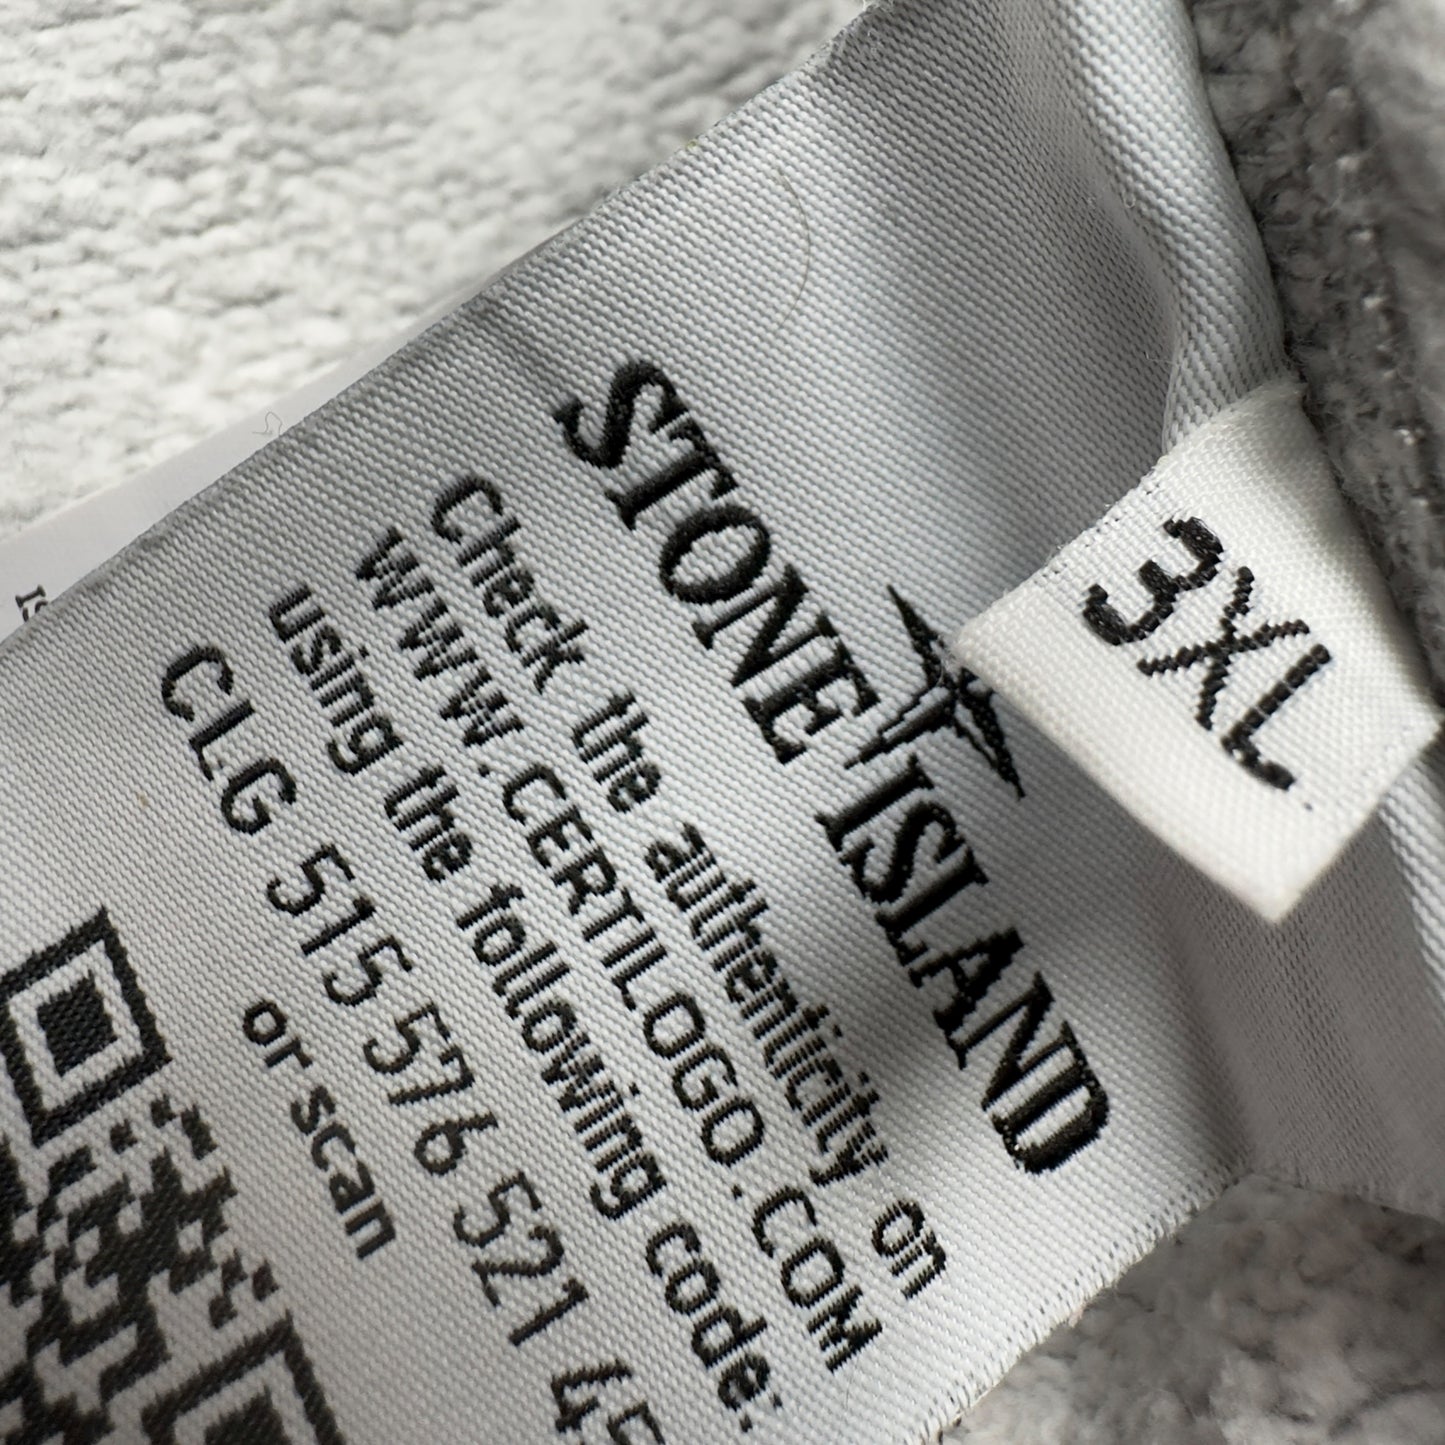 STONE ISLAND
3XL
Check the authenticity on
WWW.CERTILOGO.COM
using the following code:
CLG 515 576 521
or scan